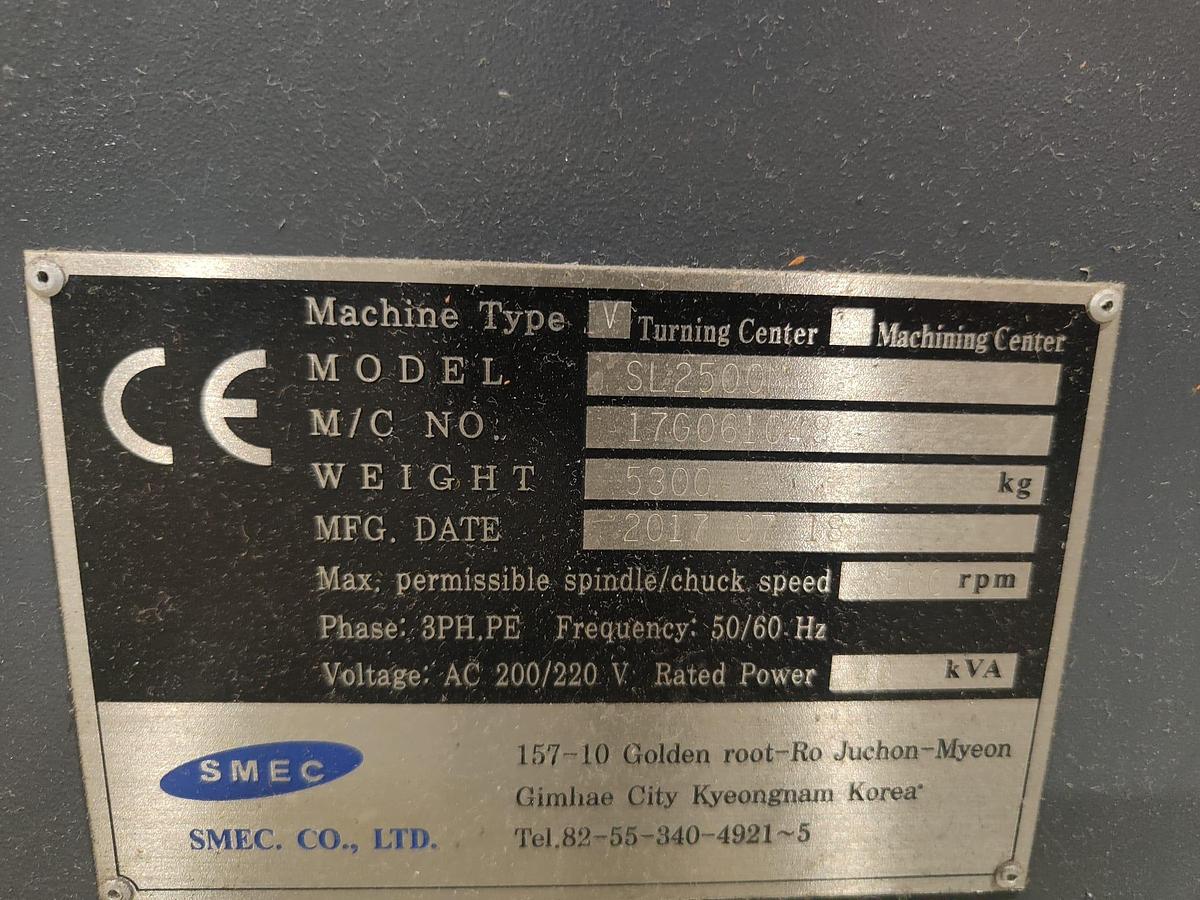 Machine Type V Turning Center Machining Center
CE
MODEL
M/C NO.
WEIGHT 5300 kg
MFG. DATE 2017 07 18
Max. permissible spindle/chuck speed rpm
Phase: 3PH.PE Frequency: 50/60 Hz
Voltage: AC 200/220 V Rated Power kVA
SMEC
SMEC. CO., LTD.
157-10 Golden root-Ro Juchon-Myeon
Gimhae City Kyeongnam Korea
Tel.82-55-340-4921~5